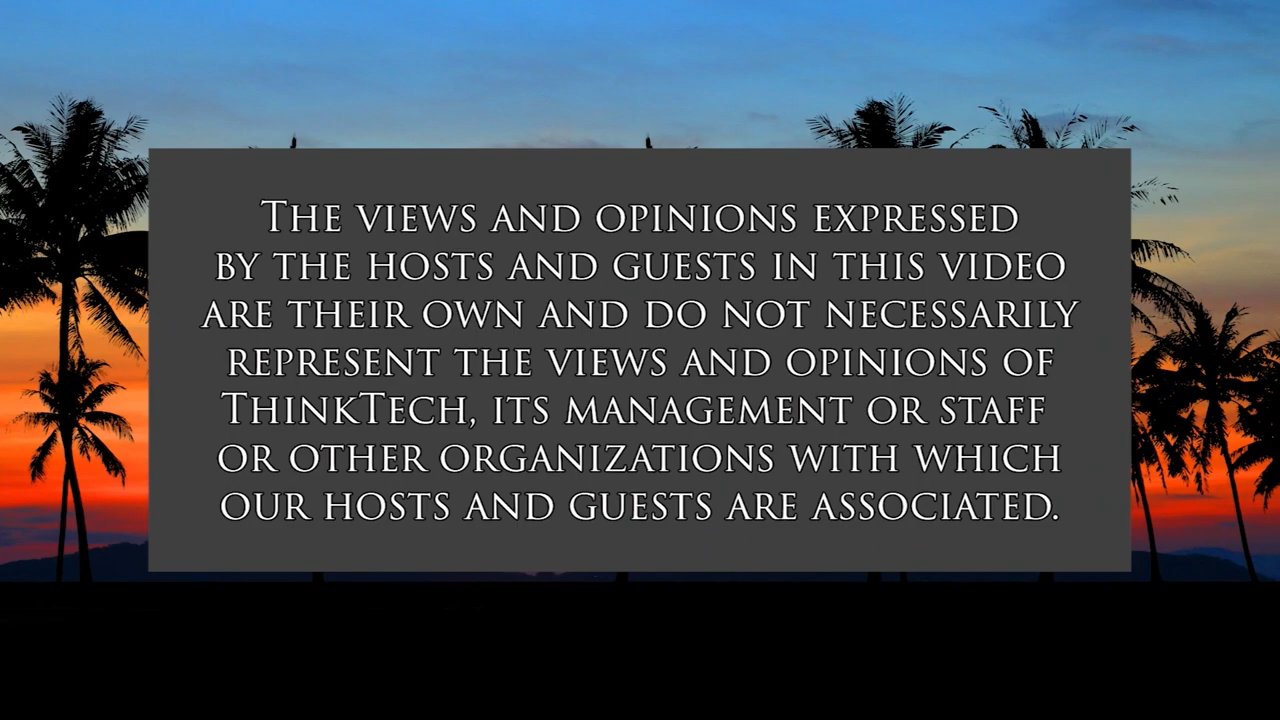 The views and opinions expressed
by the hosts and guests in this video
are their own and do not necessarily
represent the views and opinions of
ThinkTech, its management or staff
or other organizations with which
our hosts and guests are associated.